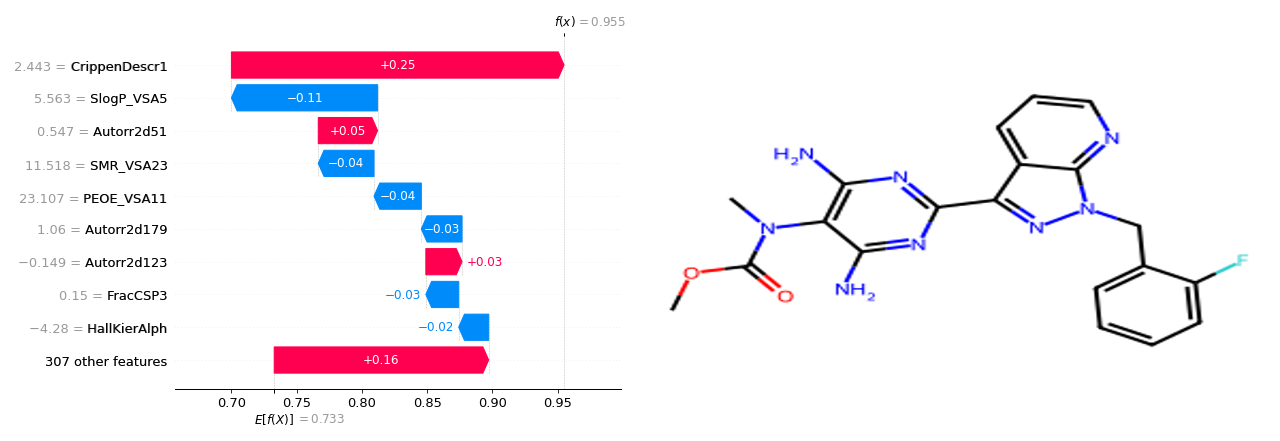 f(x) = 0.955
2.443 = CrippenDescr1
+0.25
5.563 = SlogP_VSA5
−0.11
0.547 = Autorr2d51
+0.05
11.518 = SMR_VSA23
−0.04
23.107 = PEOE_VSA11
−0.04
1.06 = Autorr2d179
−0.03
−0.149 = Autorr2d123
+0.03
0.15 = FracCSP3
−0.03
−4.28 = HallKierAlph
−0.02
307 other features
+0.16
0.70 0.75 0.80 0.85 0.90 0.95
E[f(X)] = 0.733
N
H₂N
N
N
N
N
N
F
NH₂
O
O